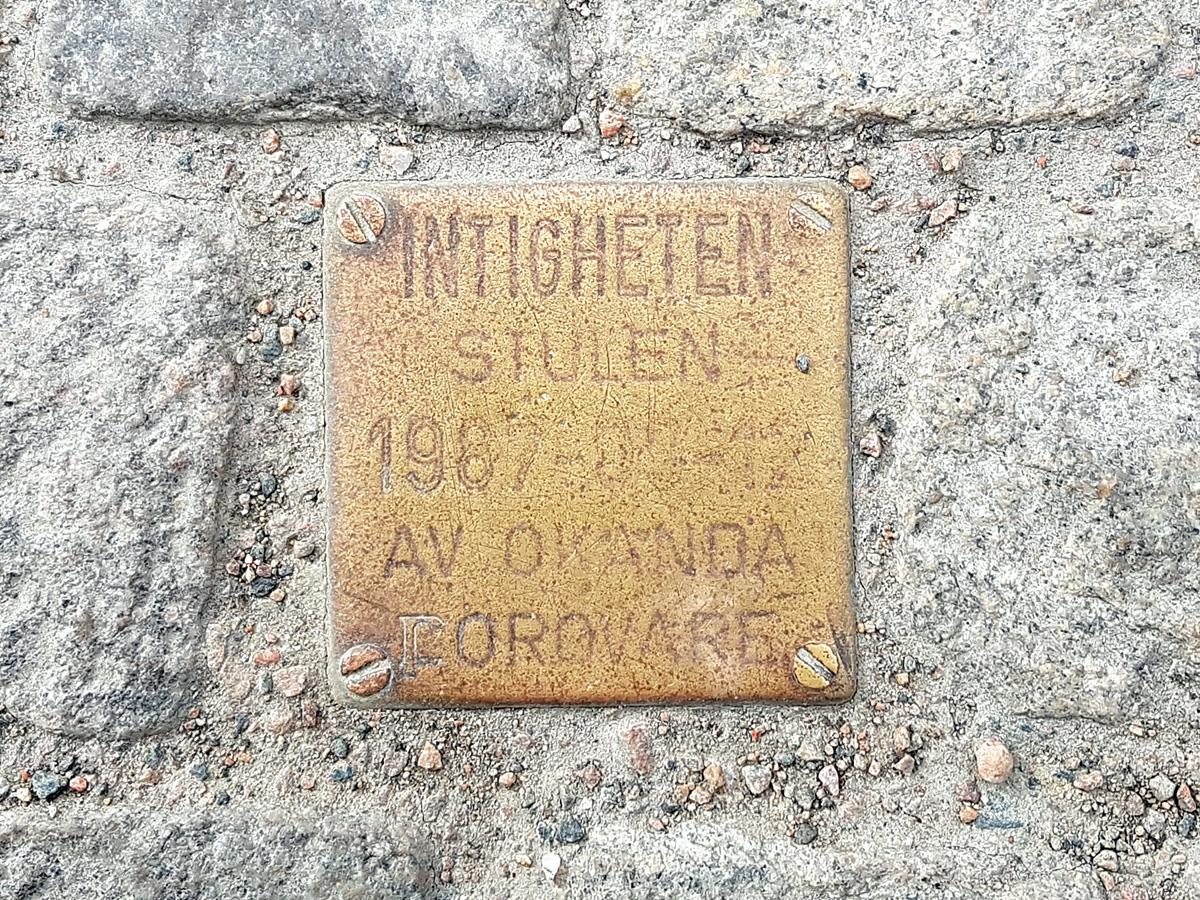 INTIGHETEN
STULEN
AV OKÄNDA
FÖRÖVARE